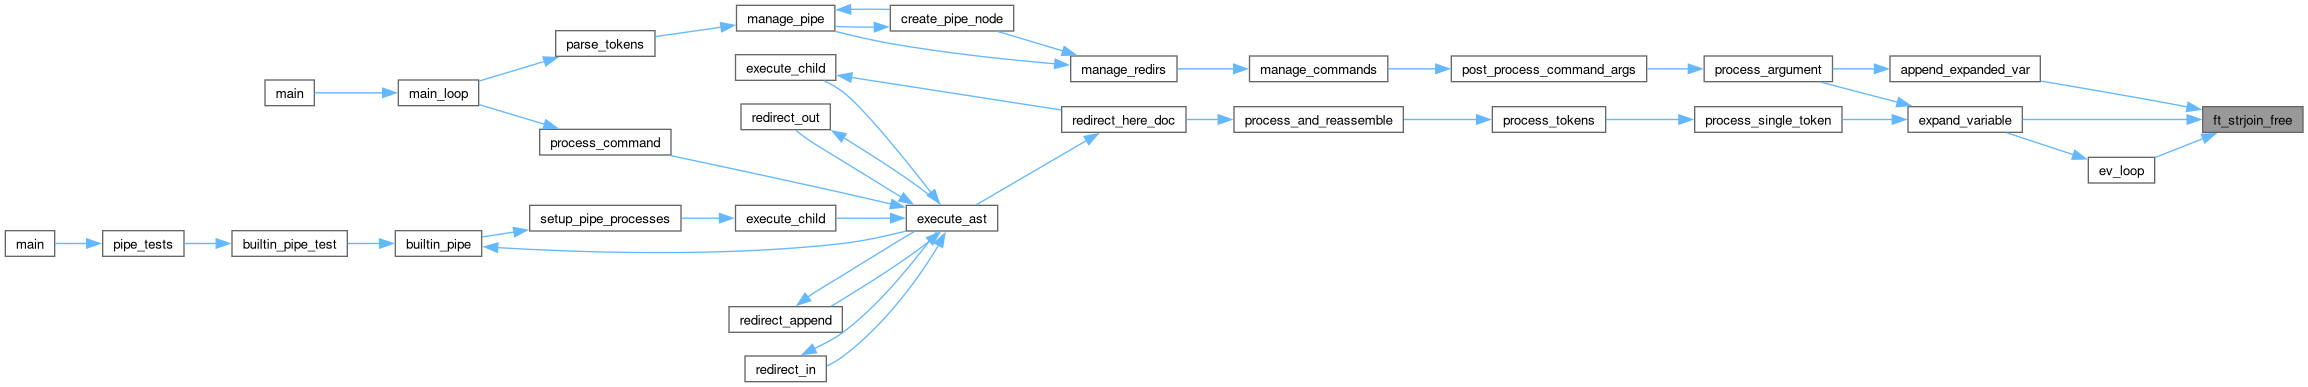 manage_pipe
create_pipe_node
parse_tokens
execute_child
manage_redirs
manage_commands
post_process_command_args
process_argument
append_expanded_var
main
main_loop
redirect_out
redirect_here_doc
process_and_reassemble
process_tokens
process_single_token
expand_variable
ft_strjoin_free
process_command
ev_loop
setup_pipe_processes
execute_child
execute_ast
main
pipe_tests
builtin_pipe_test
builtin_pipe
redirect_append
redirect_in